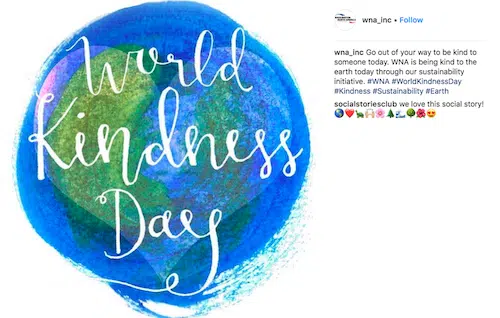 World
Kindness
Day
wna_inc • Follow
wna_inc Go out of your way to be kind to
someone today. WNA is being kind to the
earth today through our sustainability
initiative. #WNA #WorldKindnessDay
#Kindness #Sustainability #Earth
socialstoriesclub we love this social story!
🌎❤️🐢🙌🏻🌸🌲🌊🌳🌺😍